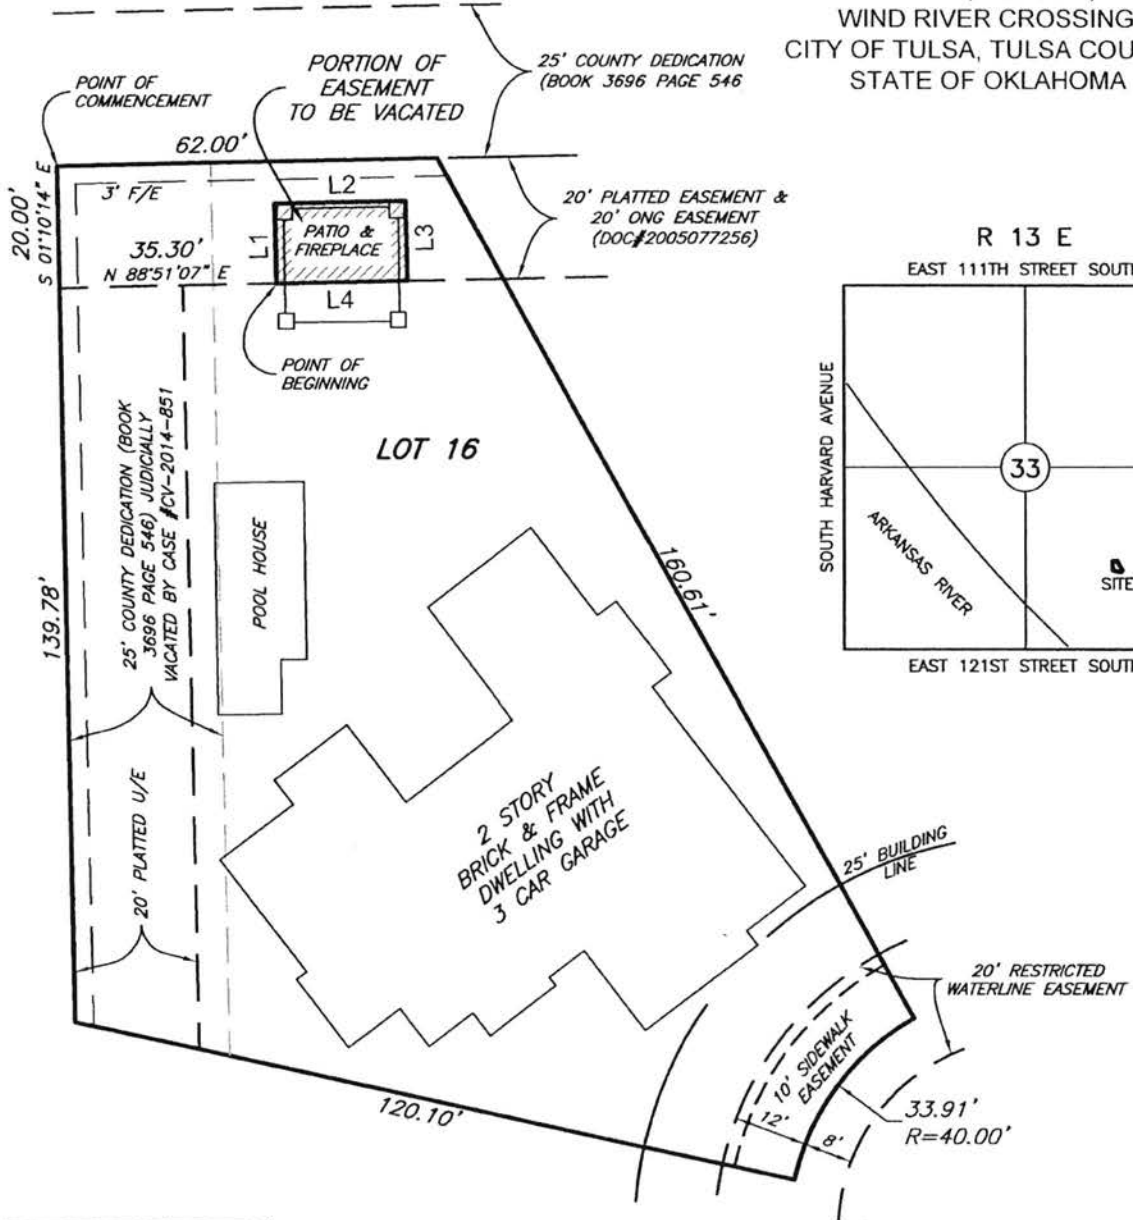 WIND RIVER CROSSING
CITY OF TULSA, TULSA COU
STATE OF OKLAHOMA
25' COUNTY DEDICATION
(BOOK 3696 PAGE 546
PORTION OF
EASEMENT
TO BE VACATED
POINT OF
COMMENCEMENT
62.00'
20.00'
S 01°10'14" E
3' F/E
L2
L1
PATIO &
FIREPLACE
L3
35.30'
N 88°51'07" E
L4
20' PLATTED EASEMENT &
20' ONG EASEMENT
(DOC#2005077256)
POINT OF
BEGINNING
R 13 E
EAST 111TH STREET SOUTH
SOUTH HARVARD AVENUE
33
ARKANSAS RIVER
SITE
EAST 121ST STREET SOUTH
LOT 16
25' COUNTY DEDICATION (BOOK
3696 PAGE 546) JUDICIALLY
VACATED BY CASE #CV-2014-851
POOL HOUSE
139.78'
160.61'
20' PLATTED U/E
2 STORY
BRICK & FRAME
DWELLING WITH
3 CAR GARAGE
25' BUILDING
LINE
20' RESTRICTED
WATERLINE EASEMENT
10' SIDEWALK
EASEMENT
12'
8'
33.91'
R=40.00'
120.10'